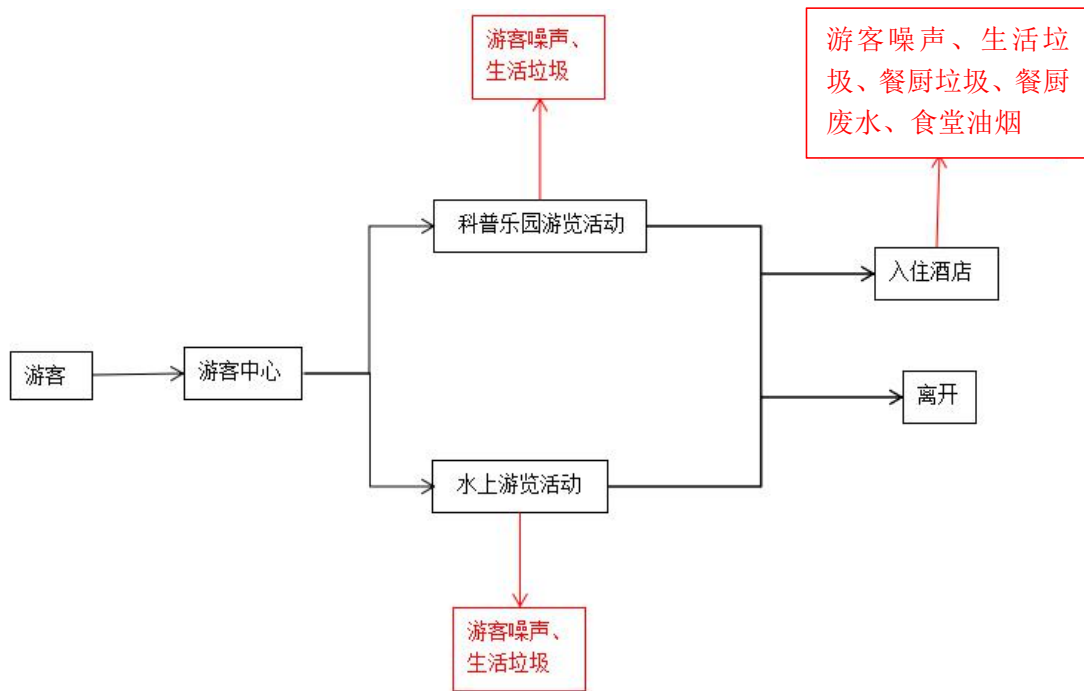 游客噪声、
生活垃圾
游客噪声、生活垃
圾、餐厨垃圾、餐厨
废水、食堂油烟
科普乐园游览活动
入住酒店
游客
游客中心
离开
水上游览活动
游客噪声、
生活垃圾